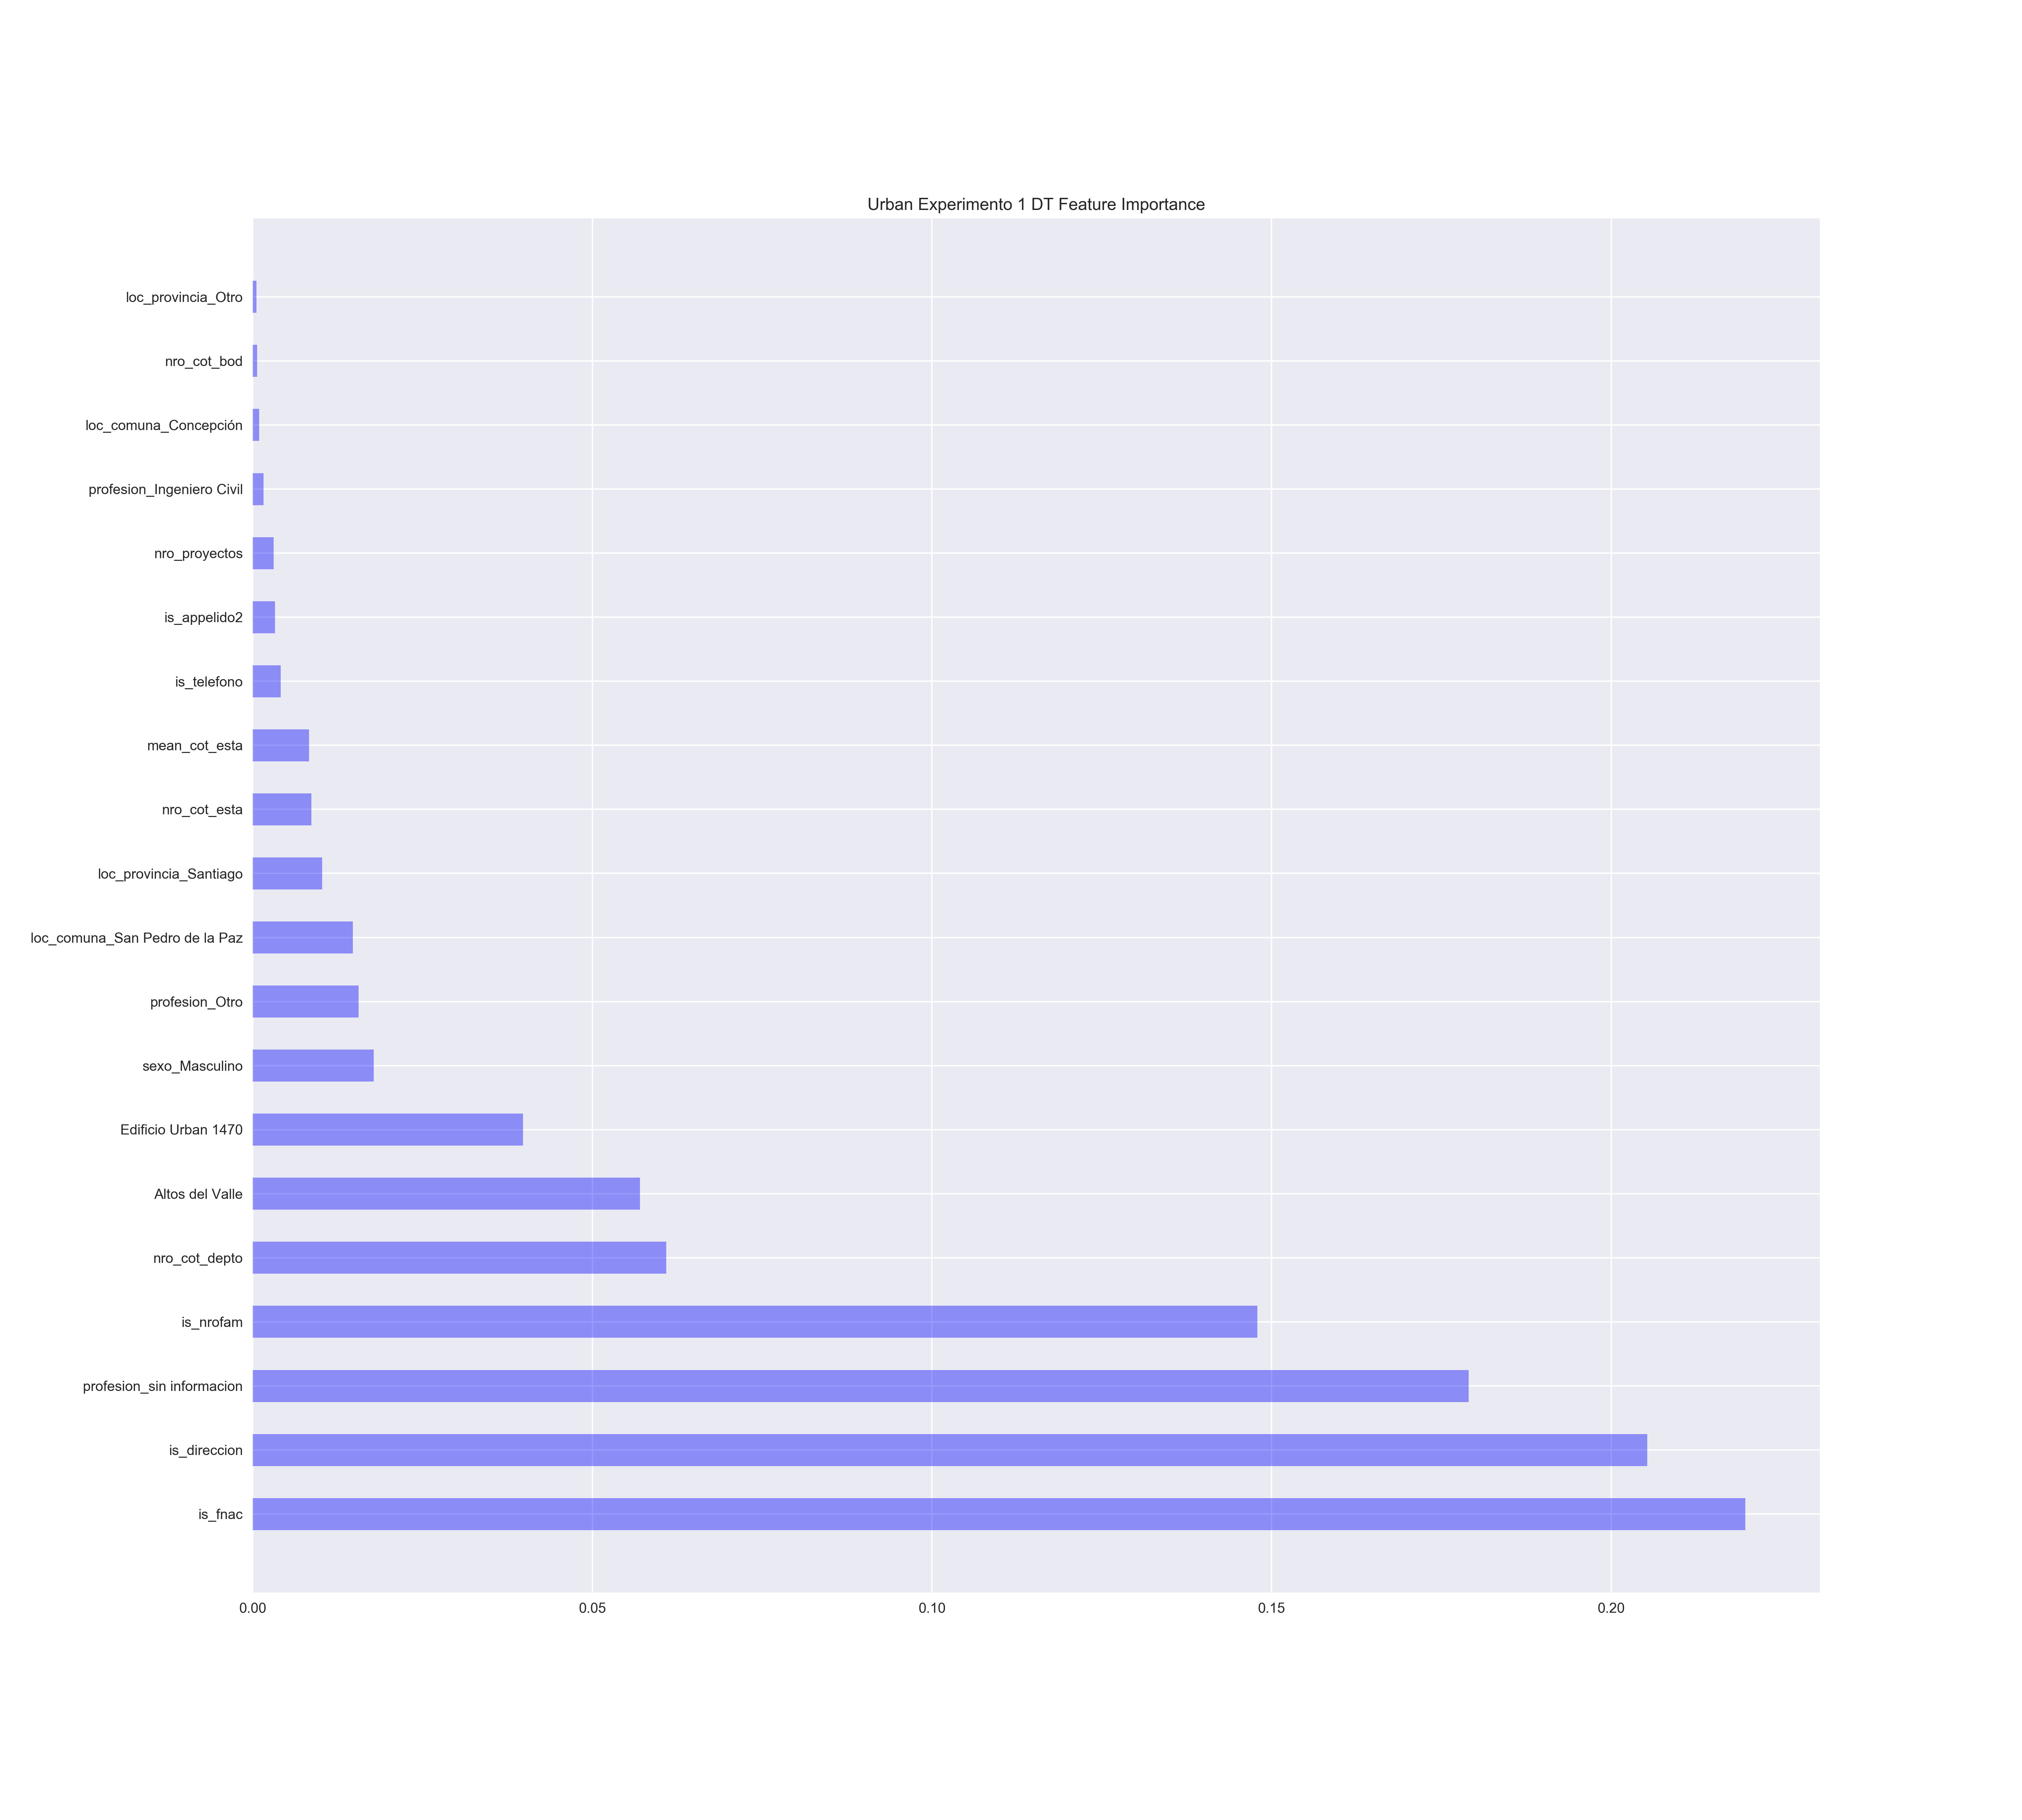 Urban Experimento 1 DT Feature Importance
loc_provincia_Otro
nro_cot_bod
loc_comuna_Concepción
profesion_Ingeniero Civil
nro_proyectos
is_appelido2
is_telefono
mean_cot_esta
nro_cot_esta
loc_provincia_Santiago
loc_comuna_San Pedro de la Paz
profesion_Otro
sexo_Masculino
Edificio Urban 1470
Altos del Valle
nro_cot_depto
is_nrofam
profesion_sin informacion
is_direccion
is_fnac
0.00 0.05 0.10 0.15 0.20